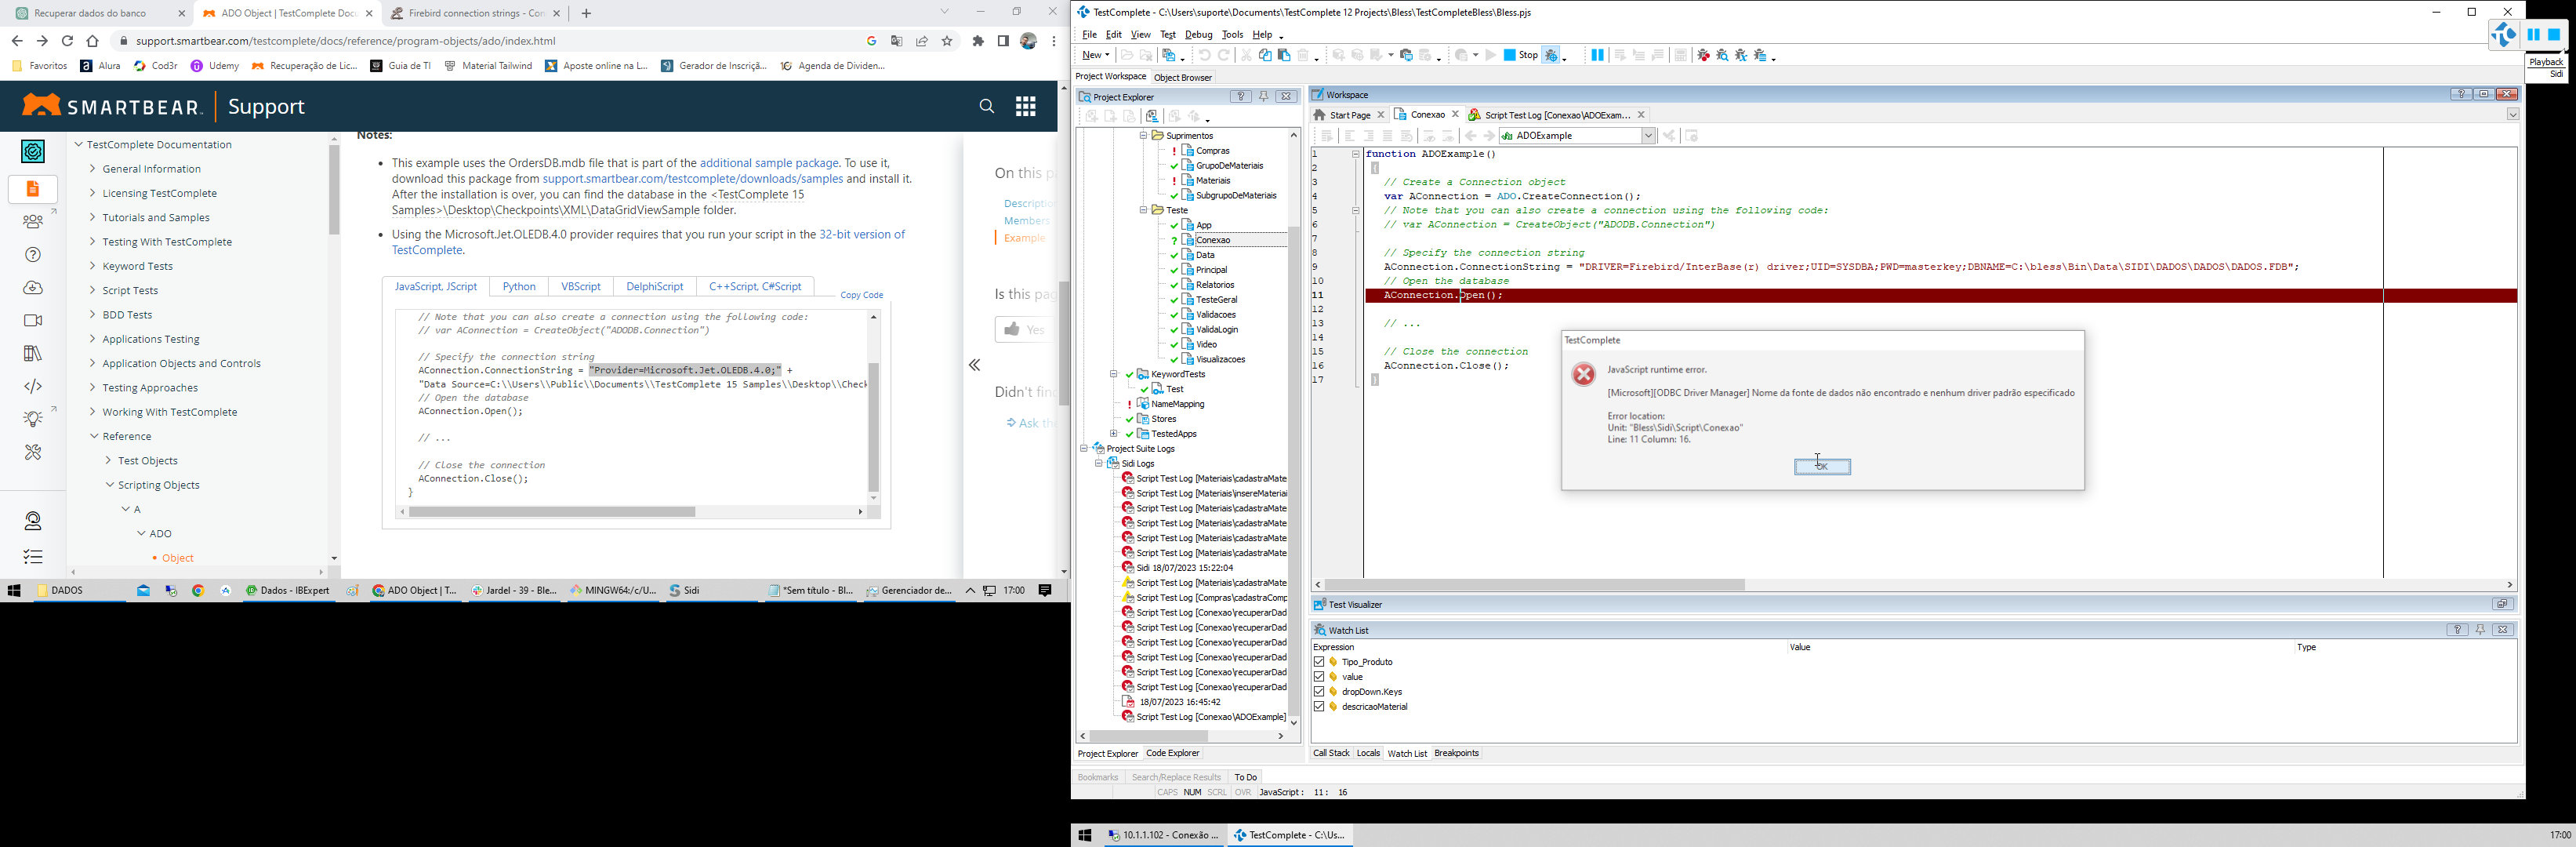 Recuperar dados do banco
ADO Object | TestComplete Docu
Firebird connection strings - Con
support.smartbear.com/testcomplete/docs/reference/program-objects/ado/index.html
Favoritos
Alura
Cod3r
Udemy
Recuperação de Lic...
Guia de TI
Material Tailwind
Aposte online na L...
Gerador de Inscriçã...
Agenda de Dividen...
SMARTBEAR
Support
TestComplete Documentation
General Information
Licensing TestComplete
Tutorials and Samples
Testing With TestComplete
Keyword Tests
Script Tests
BDD Tests
Applications Testing
Application Objects and Controls
Testing Approaches
Working With TestComplete
Reference
Test Objects
Scripting Objects
A
ADO
Object
Notes:
This example uses the OrdersDB.mdb file that is part of the additional sample package. To use it,
download this package from support.smartbear.com/testcomplete/downloads/samples and install it.
After the installation is over, you can find the database in the <TestComplete 15
Samples>\Desktop\Checkpoints\XML\DataGridViewSample folder.
Using the Microsoft.Jet.OLEDB.4.0 provider requires that you run your script in the 32-bit version of
TestComplete.
JavaScript, JScript
Python
VBScript
DelphiScript
C++Script, C#Script
Copy Code
// Note that you can also create a connection using the following code:
// var AConnection = CreateObject("ADODB.Connection")
// Specify the connection string
AConnection.ConnectionString = "Provider=Microsoft.Jet.OLEDB.4.0;" +
"Data Source=C:\\Users\\Public\\Documents\\TestComplete 15 Samples\\Desktop\\Check
// Open the database
AConnection.Open();
// ...
// Close the connection
AConnection.Close();
}
On this pa
Descriptio
Members
Example
Is this pag
Yes
Didn't find
Ask th
DADOS
Dados - IBExpert
ADO Object | T...
Jardel - 39 - Ble...
MINGW64:/c/U...
Sidi
*Sem título - Bl...
Gerenciador de...
17:00
TestComplete - C:\Users\suporte\Documents\TestComplete 12 Projects\Bless\TestCompleteBless\Bless.pjs
File Edit View Test Debug Tools Help
New
Stop
Project Workspace
Object Browser
Project Explorer
Suprimentos
Compras
GrupoDeMateriais
Materiais
SubgrupoDeMateriais
Teste
App
Conexao
Data
Principal
Relatorios
TesteGeral
Validacoes
ValidaLogin
Video
Visualizacoes
KeywordTests
Test
NameMapping
Stores
TestedApps
Project Suite Logs
Sidi Logs
Script Test Log [Materiais\cadastraMate
Script Test Log [Materiais\insereMateriai
Script Test Log [Materiais\cadastraMate
Script Test Log [Materiais\cadastraMate
Script Test Log [Materiais\cadastraMate
Script Test Log [Materiais\cadastraMate
Sidi 18/07/2023 15:22:04
Script Test Log [Materiais\cadastraMate
Script Test Log [Compras\cadastraComp
Script Test Log [Conexao\recuperarDad
Script Test Log [Conexao\recuperarDad
Script Test Log [Conexao\recuperarDad
Script Test Log [Conexao\recuperarDad
Script Test Log [Conexao\recuperarDad
Script Test Log [Conexao\recuperarDad
18/07/2023 16:45:42
Script Test Log [Conexao\ADOExample]
Project Explorer
Code Explorer
Workspace
Start Page
Conexao
Script Test Log [Conexao\ADOExam...
ADOExample
1 function ADOExample()
2 {
3 // Create a Connection object
4 var AConnection = ADO.CreateConnection();
5 // Note that you can also create a connection using the following code:
6 // var AConnection = CreateObject("ADODB.Connection")
7
8 // Specify the connection string
9 AConnection.ConnectionString = "DRIVER=Firebird/InterBase(r) driver;UID=SYSDBA;PWD=masterkey;DBNAME=C:\bless\Bin\Data\SIDI\DADOS\DADOS\DADOS.FDB";
10 // Open the database
11 AConnection.Open();
12
13 // ...
14
15 // Close the connection
16 AConnection.Close();
17 }
TestComplete
JavaScript runtime error.
[Microsoft][ODBC Driver Manager] Nome da fonte de dados não encontrado e nenhum driver padrão especificado
Error location:
Unit: "Bless\Sidi\Script\Conexao"
Line: 11 Column: 16.
OK
Test Visualizer
Watch List
Expression
Value
Type
Tipo_Produto
value
dropDown.Keys
descricaoMaterial
Call Stack
Locals
Watch List
Breakpoints
Bookmarks
Search/Replace Results
To Do
CAPS NUM SCRL OVR JavaScript : 11 : 16
Playback
Sidi
10.1.1.102 - Conexão ...
TestComplete - C:\Us...
17:00